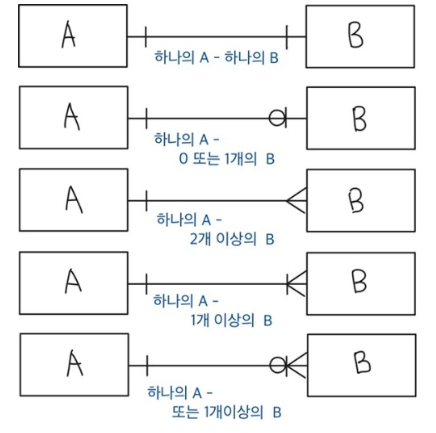 A B
하나의 A - 하나의 B
A B
하나의 A -
0 또는 1개의 B
A B
하나의 A -
2개 이상의 B
A B
하나의 A -
1개 이상의 B
A B
하나의 A -
또는 1개이상의 B